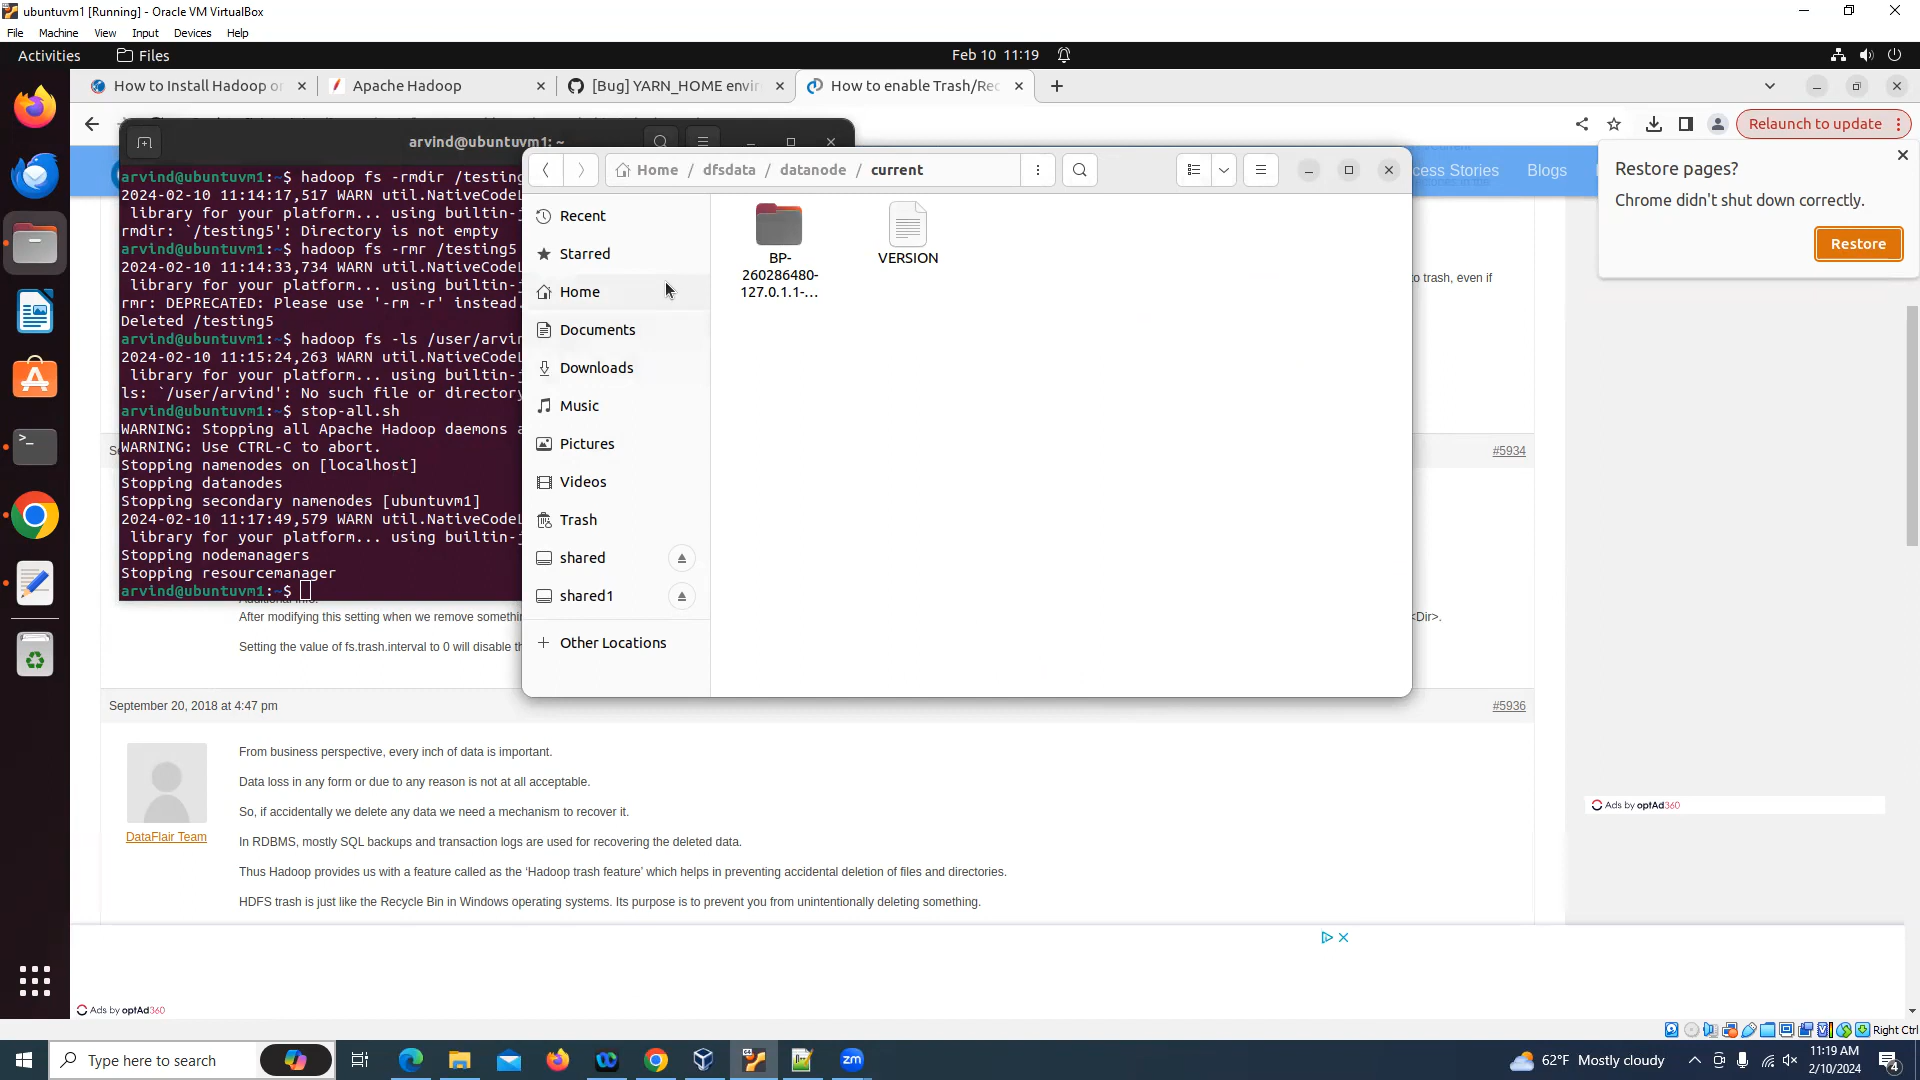 ubuntuvm1 [Running] - Oracle VM VirtualBox
File Machine View Input Devices Help
Activities Files Feb 10 11:19
How to Install Hadoop or Apache Hadoop [Bug] YARN_HOME envir How to enable Trash/Rec
Relaunch to update
arvind@ubuntuvm1: ~
arvind@ubuntuvm1:~$ hadoop fs -rmdir /testing
2024-02-10 11:14:17,517 WARN util.NativeCodeL
library for your platform... using builtin-j
rmdir: `/testing5': Directory is not empty
arvind@ubuntuvm1:~$ hadoop fs -rmr /testing5
2024-02-10 11:14:33,734 WARN util.NativeCodeL
library for your platform... using builtin-j
rmr: DEPRECATED: Please use '-rm -r' instead.
Deleted /testing5
arvind@ubuntuvm1:~$ hadoop fs -ls /user/arvin
2024-02-10 11:15:24,263 WARN util.NativeCodeL
library for your platform... using builtin-j
ls: `/user/arvind': No such file or directory
arvind@ubuntuvm1:~$ stop-all.sh
WARNING: Stopping all Apache Hadoop daemons a
WARNING: Use CTRL-C to abort.
Stopping namenodes on [localhost]
Stopping datanodes
Stopping secondary namenodes [ubuntuvm1]
2024-02-10 11:17:49,579 WARN util.NativeCodeL
library for your platform... using builtin-j
Stopping nodemanagers
Stopping resourcemanager
arvind@ubuntuvm1:~$
Home / dfsdata / datanode / current
Recent
Starred
Home
Documents
Downloads
Music
Pictures
Videos
Trash
shared
shared1
+ Other Locations
BP-
260286480-
127.0.1.1-...
VERSION
cess Stories Blogs
Restore pages?
Chrome didn't shut down correctly.
Restore
to trash, even if
#5934
After modifying this setting when we remove somethin
<Dir>.
Setting the value of fs.trash.interval to 0 will disable th
September 20, 2018 at 4:47 pm #5936
DataFlair Team
From business perspective, every inch of data is important.
Data loss in any form or due to any reason is not at all acceptable.
So, if accidentally we delete any data we need a mechanism to recover it.
In RDBMS, mostly SQL backups and transaction logs are used for recovering the deleted data.
Thus Hadoop provides us with a feature called as the ‘Hadoop trash feature’ which helps in preventing accidental deletion of files and directories.
HDFS trash is just like the Recycle Bin in Windows operating systems. Its purpose is to prevent you from unintentionally deleting something.
Ads by optAd360
Ads by optAd360
Right Ctrl
Type here to search
zm
62°F Mostly cloudy
11:19 AM
2/10/2024
4